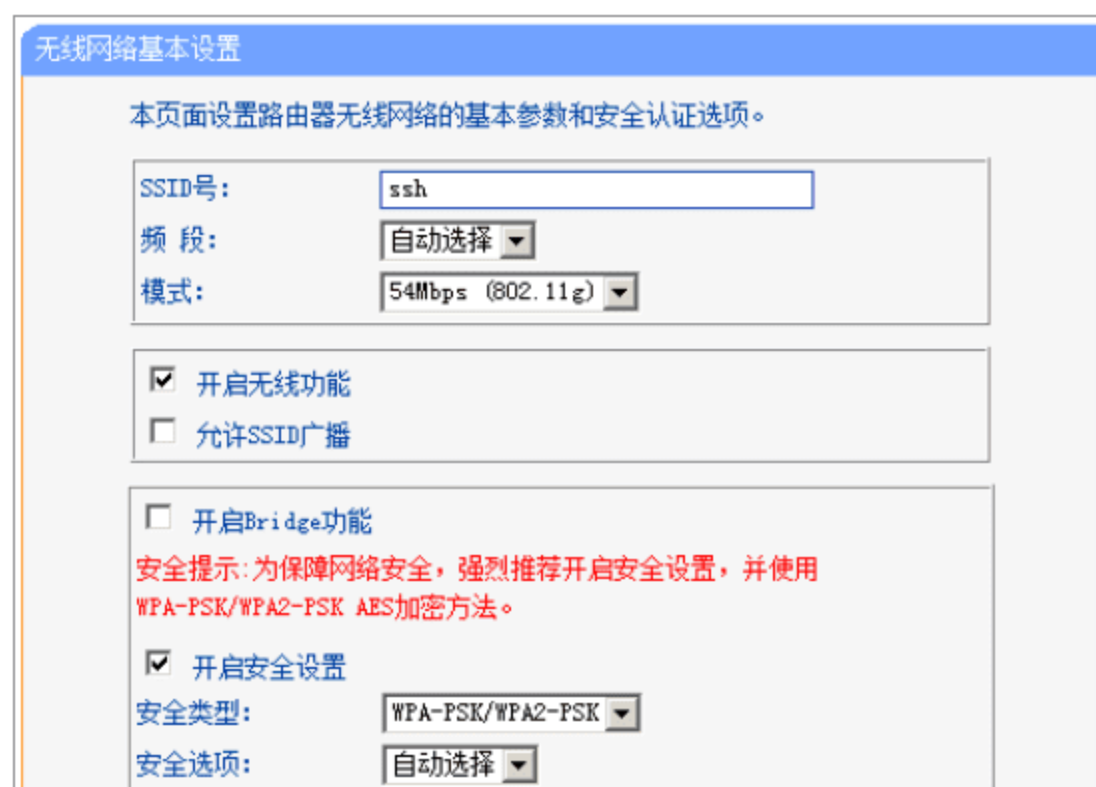 无线网络基本设置
本页面设置路由器无线网络的基本参数和安全认证选项。
SSID号: ssh
频 段: 自动选择
模式: 54Mbps (802.11g)
开启无线功能
允许SSID广播
开启Bridge功能
安全提示:为保障网络安全，强烈推荐开启安全设置，并使用
WPA-PSK/WPA2-PSK AES加密方法。
开启安全设置
安全类型: WPA-PSK/WPA2-PSK
安全选项: 自动选择